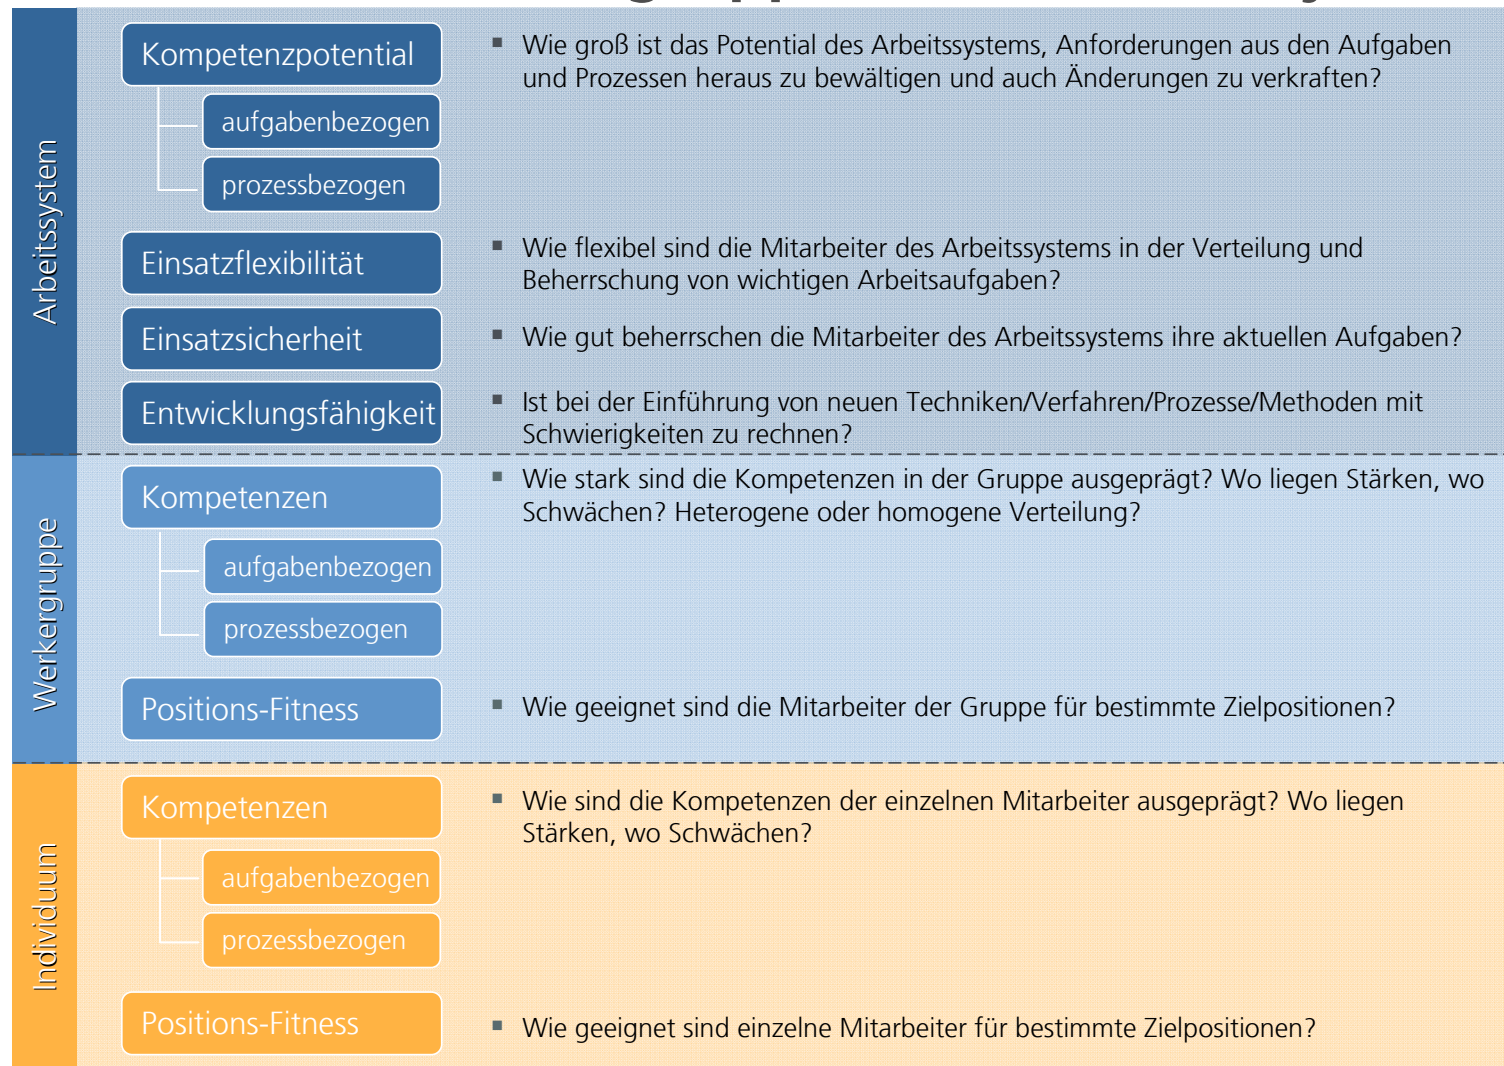 Arbeitssystem
Kompetenzpotential
aufgabenbezogen
prozessbezogen
▪ Wie groß ist das Potential des Arbeitssystems, Anforderungen aus den Aufgaben
und Prozessen heraus zu bewältigen und auch Änderungen zu verkraften?
Einsatzflexibilität
▪ Wie flexibel sind die Mitarbeiter des Arbeitssystems in der Verteilung und
Beherrschung von wichtigen Arbeitsaufgaben?
Einsatzsicherheit
▪ Wie gut beherrschen die Mitarbeiter des Arbeitssystems ihre aktuellen Aufgaben?
Entwicklungsfähigkeit
▪ Ist bei der Einführung von neuen Techniken/Verfahren/Prozesse/Methoden mit
Schwierigkeiten zu rechnen?
Werkergruppe
Kompetenzen
aufgabenbezogen
prozessbezogen
▪ Wie stark sind die Kompetenzen in der Gruppe ausgeprägt? Wo liegen Stärken, wo
Schwächen? Heterogene oder homogene Verteilung?
Positions-Fitness
▪ Wie geeignet sind die Mitarbeiter der Gruppe für bestimmte Zielpositionen?
Individuum
Kompetenzen
aufgabenbezogen
prozessbezogen
▪ Wie sind die Kompetenzen der einzelnen Mitarbeiter ausgeprägt? Wo liegen
Stärken, wo Schwächen?
Positions-Fitness
▪ Wie geeignet sind einzelne Mitarbeiter für bestimmte Zielpositionen?